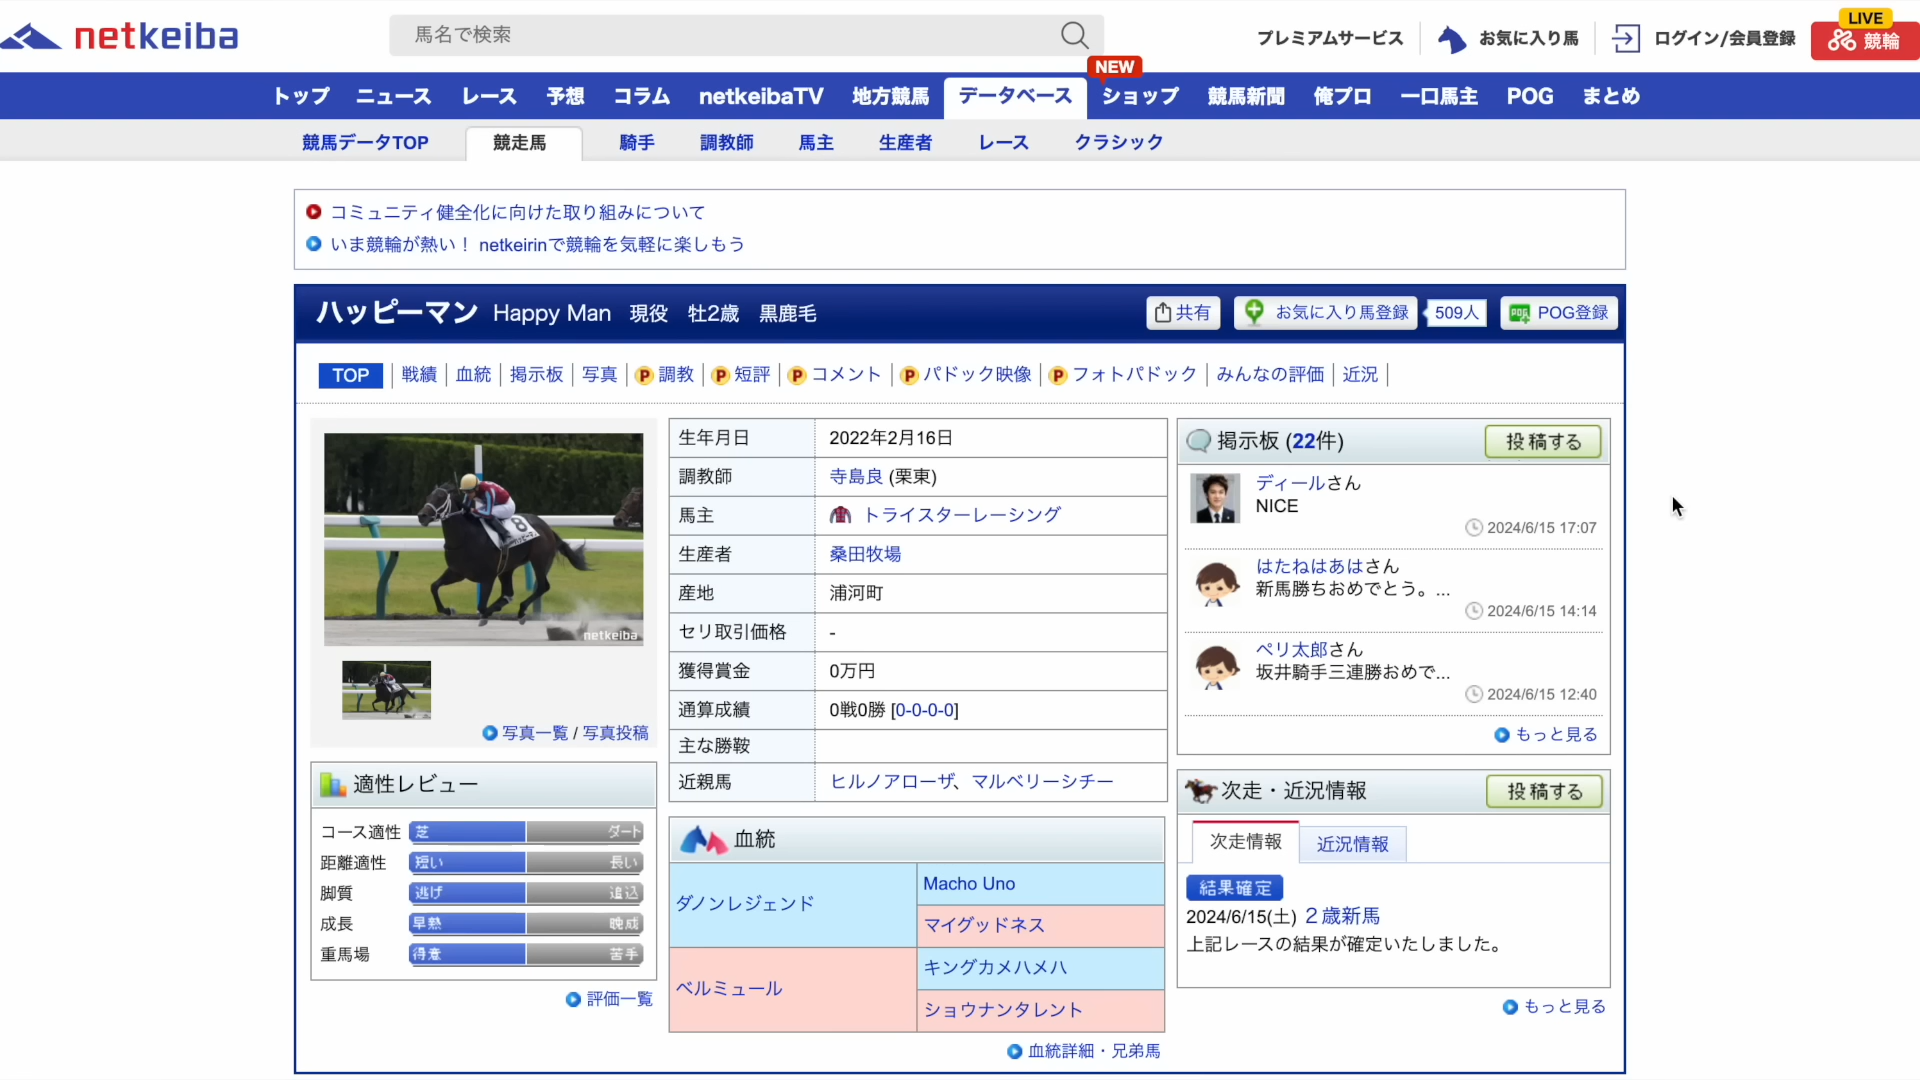 netkeiba
馬名で検索
プレミアムサービス
お気に入り馬
ログイン/会員登録
LIVE
競輪
NEW
トップ ニュース レース 予想 コラム netkeibaTV 地方競馬 データベース ショップ 競馬新聞 俺プロ 一口馬主 POG まとめ
競馬データTOP 競走馬 騎手 調教師 馬主 生産者 レース クラシック
コミュニティ健全化に向けた取り組みについて
いま競輪が熱い！ netkeirinで競輪を気軽に楽しもう
ハッピーマン Happy Man 現役 牡2歳 黒鹿毛
共有
お気に入り馬登録
509人
POG登録
TOP 戦績 血統 掲示板 写真 P 調教 P 短評 P コメント P パドック映像 P フォトパドック みんなの評価 近況
8
netkeiba
写真一覧 / 写真投稿
適性レビュー
コース適性 芝 ダート
距離適性 短い 長い
脚質 逃げ 追込
成長 早熟 晩成
重馬場 得意 苦手
評価一覧
生年月日 2022年2月16日
調教師 寺島良 (栗東)
馬主 トライスターレーシング
生産者 桑田牧場
産地 浦河町
セリ取引価格 -
獲得賞金 0万円
通算成績 0戦0勝 [0-0-0-0]
主な勝鞍
近親馬 ヒルノアローザ、マルベリーシチー
血統
ダノンレジェンド
Macho Uno
マイグッドネス
ベルミュール
キングカメハメハ
ショウナンタレント
血統詳細・兄弟馬
掲示板 (22件)
投稿する
ディールさん
NICE
2024/6/15 17:07
はたねはあはさん
新馬勝ちおめでとう。...
2024/6/15 14:14
ペリ太郎さん
坂井騎手三連勝おめで...
2024/6/15 12:40
もっと見る
次走・近況情報
投稿する
次走情報 近況情報
結果確定
2024/6/15(土) 2歳新馬
上記レースの結果が確定いたしました。
もっと見る